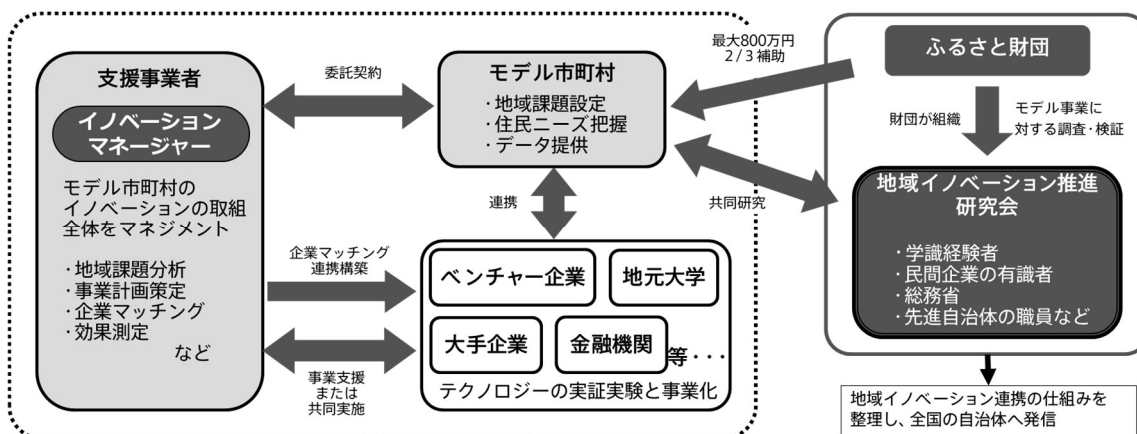 支援事業者
イノベーション
マネージャー
モデル市町村の
イノベーションの取組
全体をマネジメント
・地域課題分析
・事業計画策定
・企業マッチング
・効果測定
など
委託契約
モデル市町村
・地域課題設定
・住民ニーズ把握
・データ提供
連携
企業マッチング
連携構築
事業支援
または
共同実施
ベンチャー企業
地元大学
大手企業
金融機関
等・・・
テクノロジーの実証実験と事業化
最大800万円
2/3補助
共同研究
ふるさと財団
財団が組織
モデル事業に
対する調査・検証
地域イノベーション推進
研究会
・学識経験者
・民間企業の有識者
・総務省
・先進自治体の職員など
地域イノベーション連携の仕組みを
整理し、全国の自治体へ発信